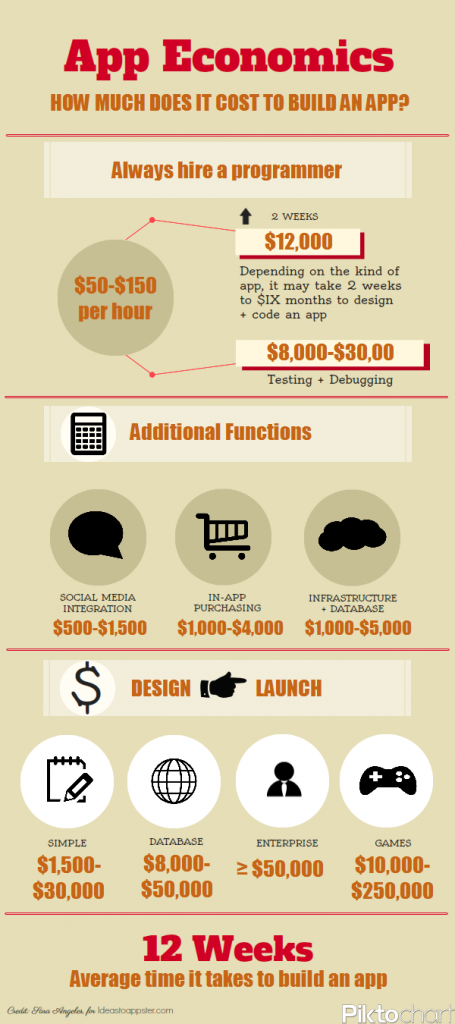 App Economics
HOW MUCH DOES IT COST TO BUILD AN APP?
Always hire a programmer
$50-$150
per hour
2 WEEKS
$12,000
Depending on the kind of
app, it may take 2 weeks
to $IX months to design
+ code an app
$8,000-$30,00
Testing + Debugging
Additional Functions
SOCIAL MEDIA
INTEGRATION
$500-$1,500
IN-APP
PURCHASING
$1,000-$4,000
INFRASTRUCTURE
+ DATABASE
$1,000-$5,000
$ DESIGN LAUNCH
SIMPLE
$1,500-
$30,000
DATABASE
$8,000-
$50,000
ENTERPRISE
≥ $50,000
GAMES
$10,000-
$250,000
12 Weeks
Average time it takes to build an app
Credit: Gina Angeles, for Ideastoappster.com
Piktochart